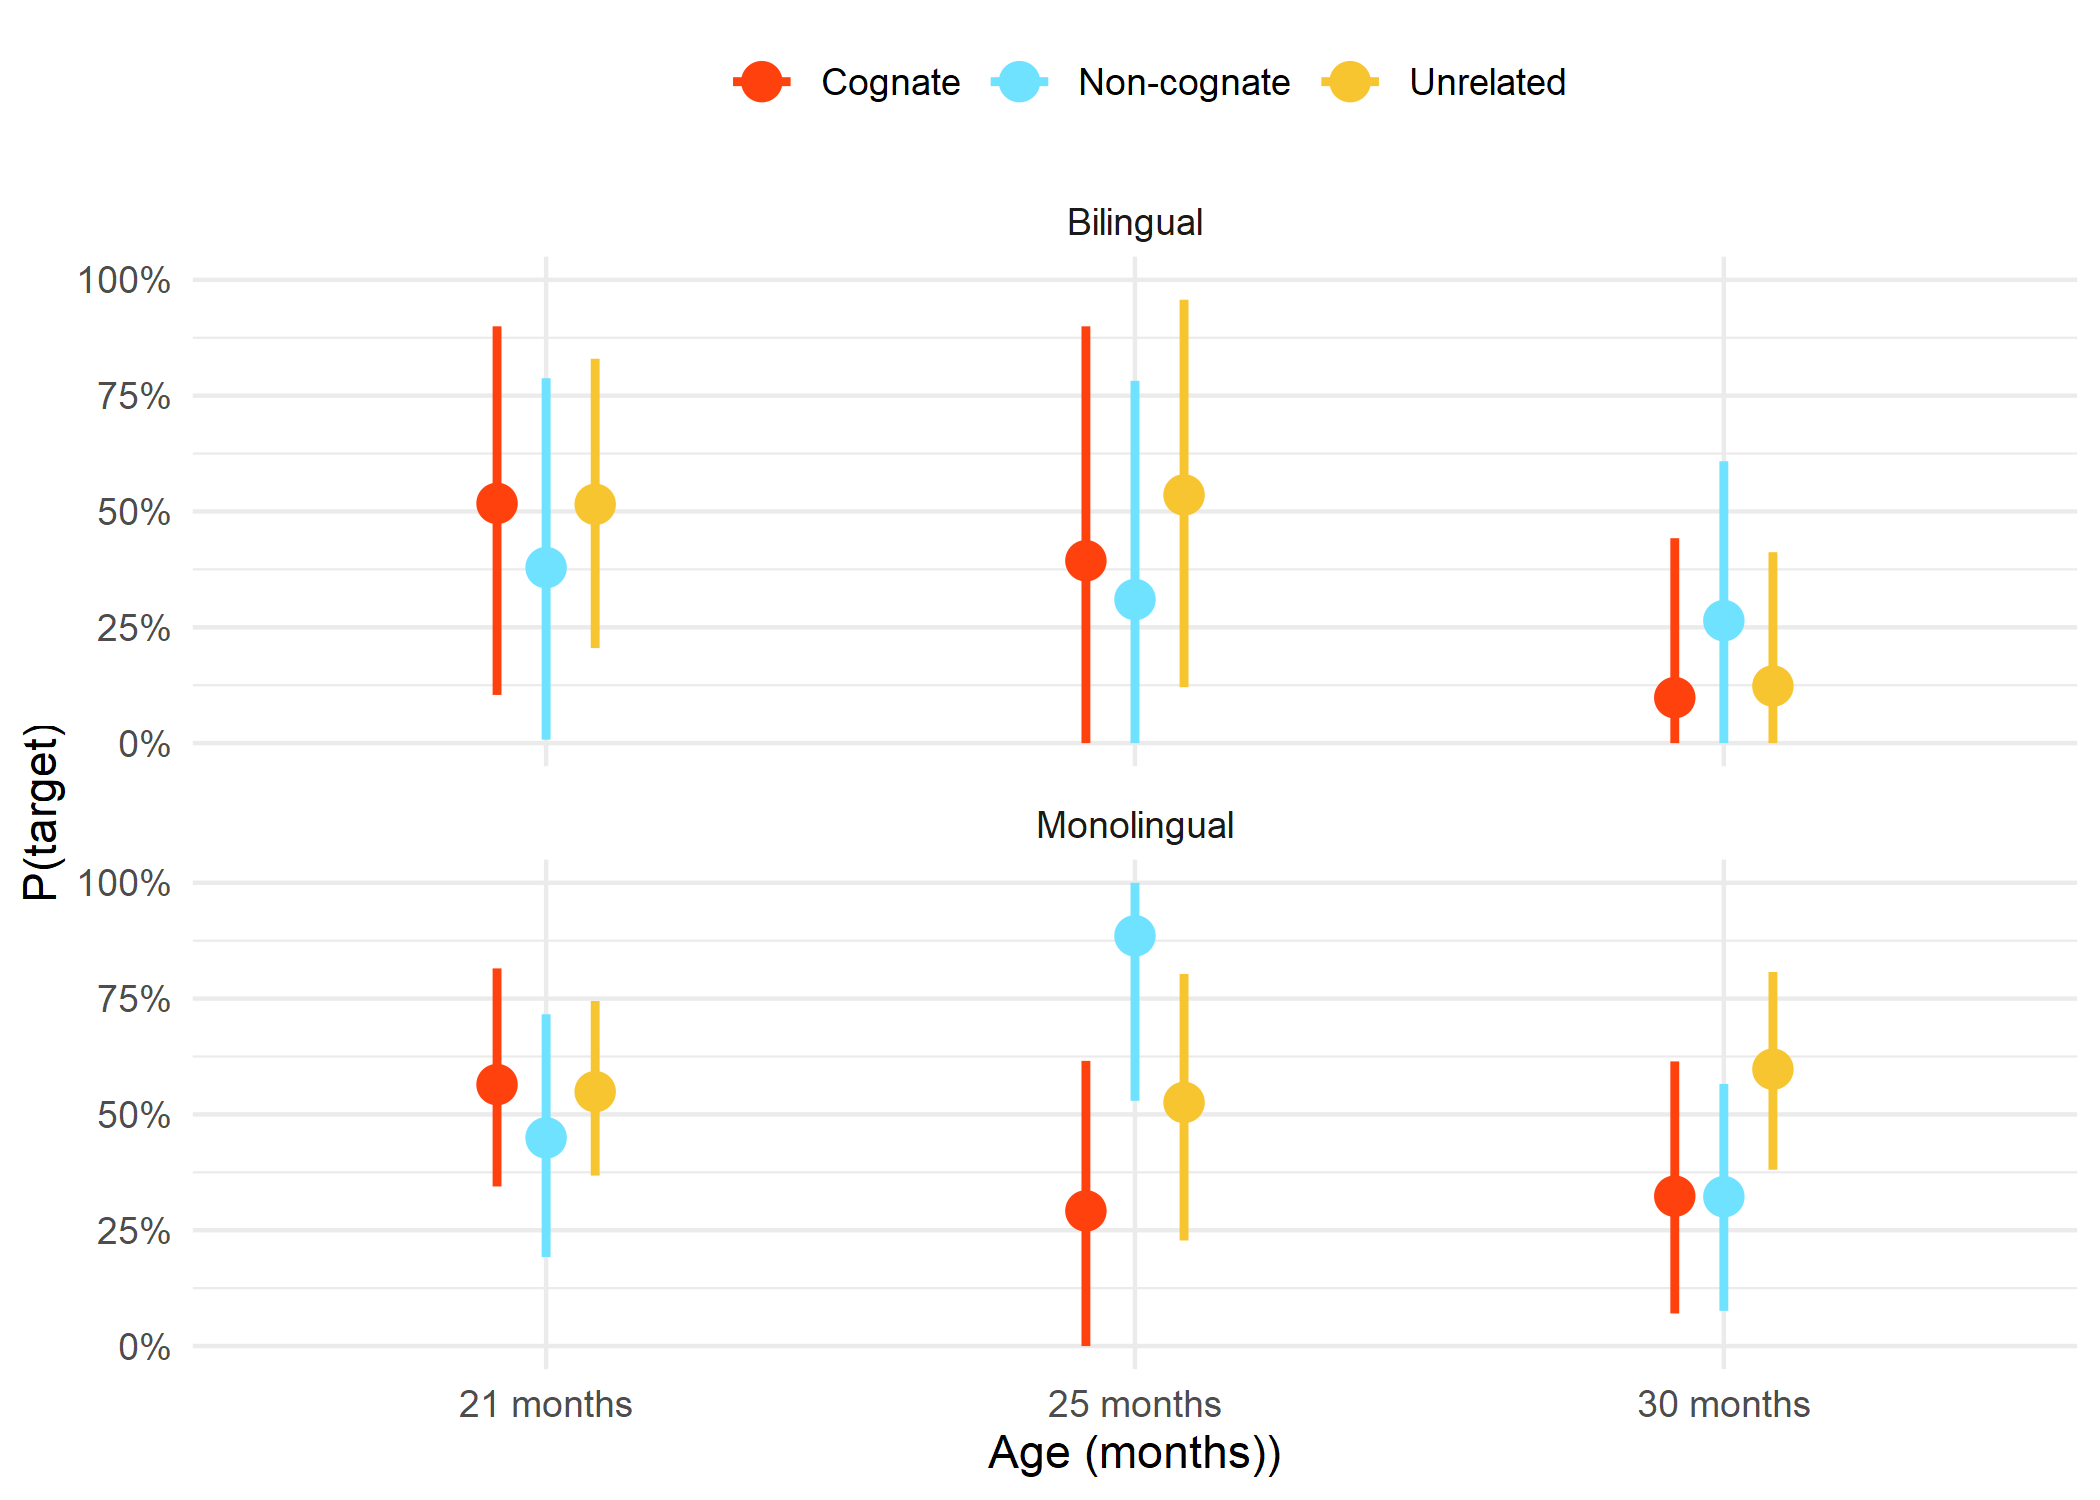 Cognate Non-cognate Unrelated
Bilingual
100%
75%
50%
25%
0%
P(target)
Monolingual
100%
75%
50%
25%
0%
21 months 25 months 30 months
Age (months))